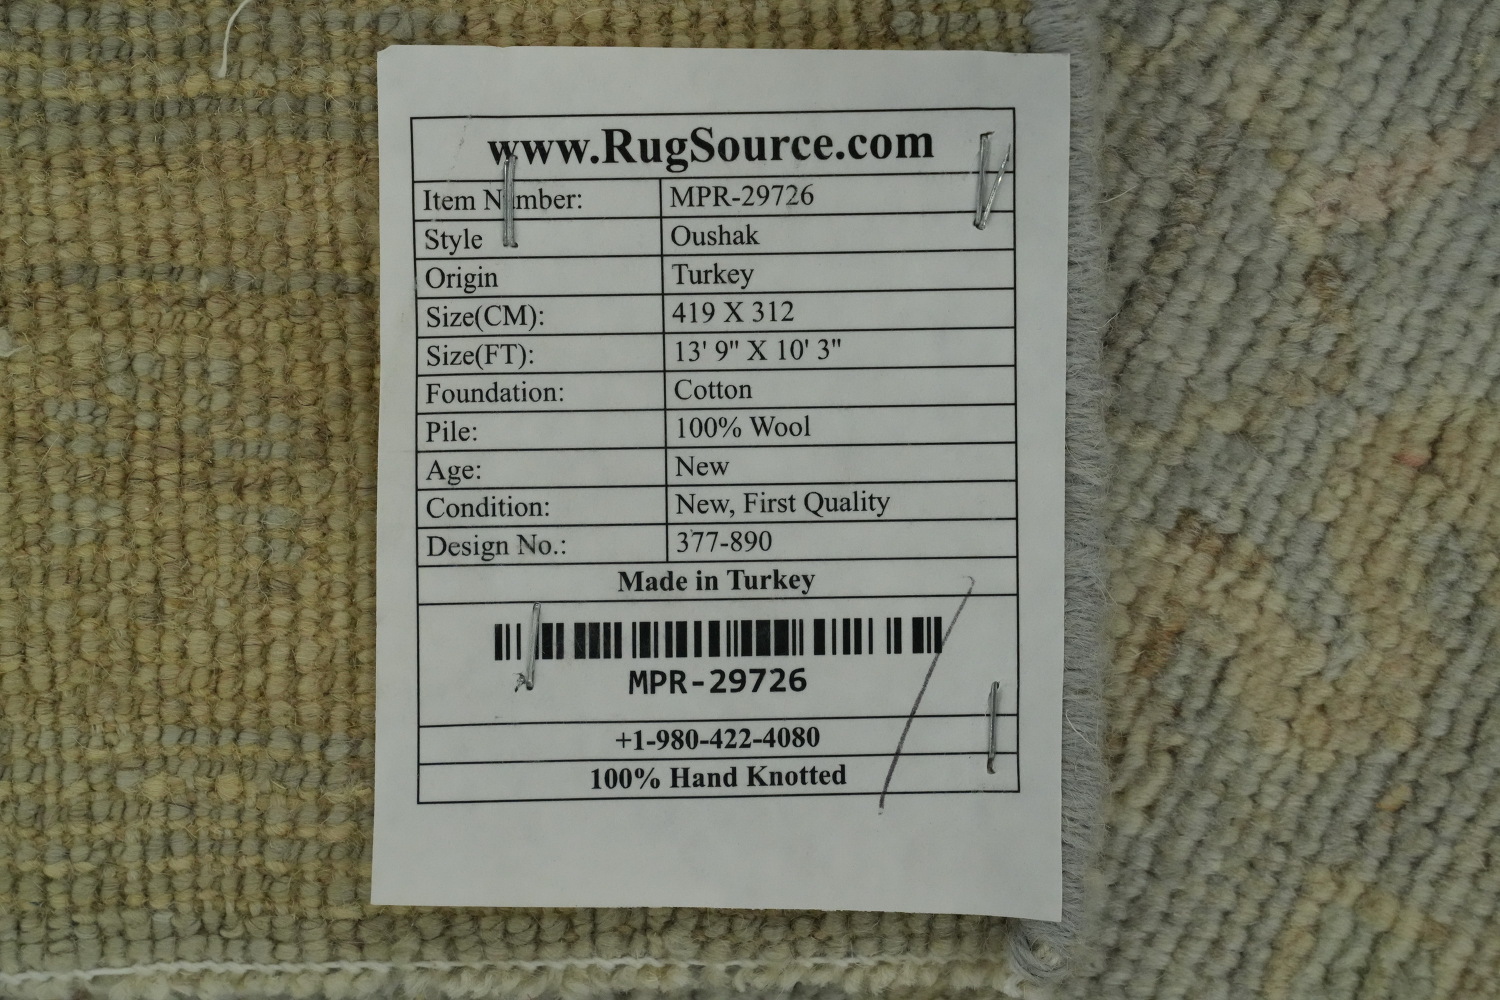 www.RugSource.com
Item Number: MPR-29726
Style Oushak
Origin Turkey
Size(CM): 419 X 312
Size(FT): 13' 9" X 10' 3"
Foundation: Cotton
Pile: 100% Wool
Age: New
Condition: New, First Quality
Design No.: 377-890
Made in Turkey
MPR-29726
+1-980-422-4080
100% Hand Knotted